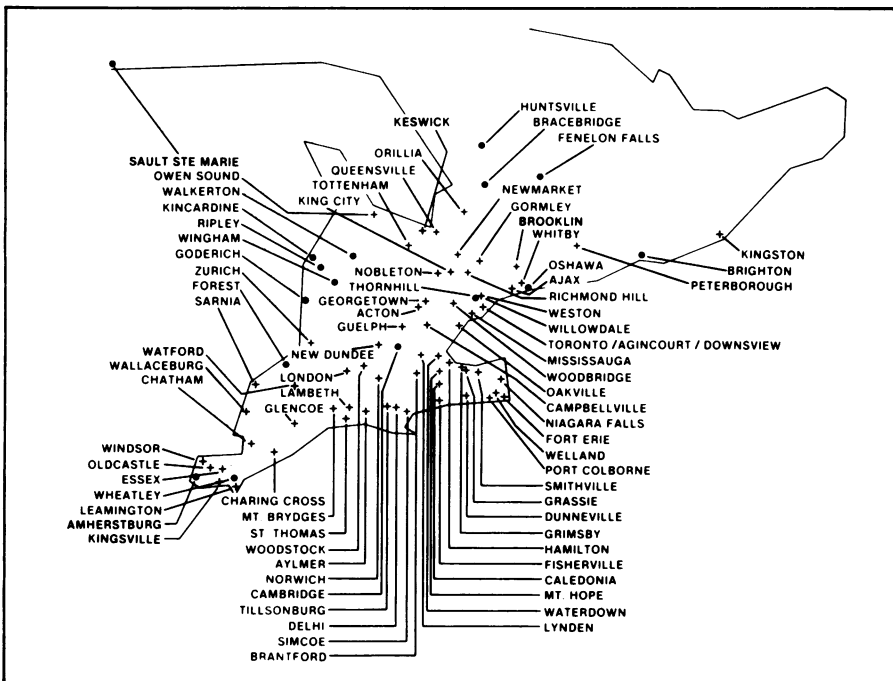 HUNTSVILLE
BRACEBRIDGE
FENELON FALLS
KESWICK
ORILLIA
QUEENSVILLE
TOTTENHAM
KING CITY
SAULT STE MARIE
OWEN SOUND
WALKERTON
KINCARDINE
RIPLEY
WINGHAM
GODERICH
ZURICH
FOREST
SARNIA
NEWMARKET
GORMLEY
BROOKLIN
WHITBY
KINGSTON
BRIGHTON
PETERBOROUGH
NOBLETON
THORNHILL
GEORGETOWN
ACTON
GUELPH
OSHAWA
AJAX
RICHMOND HILL
WESTON
WILLOWDALE
TORONTO / AGINCOURT / DOWNSVIEW
MISSISSAUGA
WOODBRIDGE
OAKVILLE
CAMPBELLVILLE
NIAGARA FALLS
FORT ERIE
WELLAND
PORT COLBORNE
SMITHVILLE
GRASSIE
DUNNEVILLE
GRIMSBY
HAMILTON
FISHERVILLE
CALEDONIA
MT. HOPE
WATERDOWN
LYNDEN
NEW DUNDEE
LONDON
LAMBETH
GLENCOE
WATFORD
WALLACEBURG
CHATHAM
WINDSOR
OLDCASTLE
ESSEX
WHEATLEY
LEAMINGTON
AMHERSTBURG
KINGSVILLE
CHARING CROSS
MT. BRYDGES
ST THOMAS
WOODSTOCK
AYLMER
NORWICH
CAMBRIDGE
TILLSONBURG
DELHI
SIMCOE
BRANTFORD